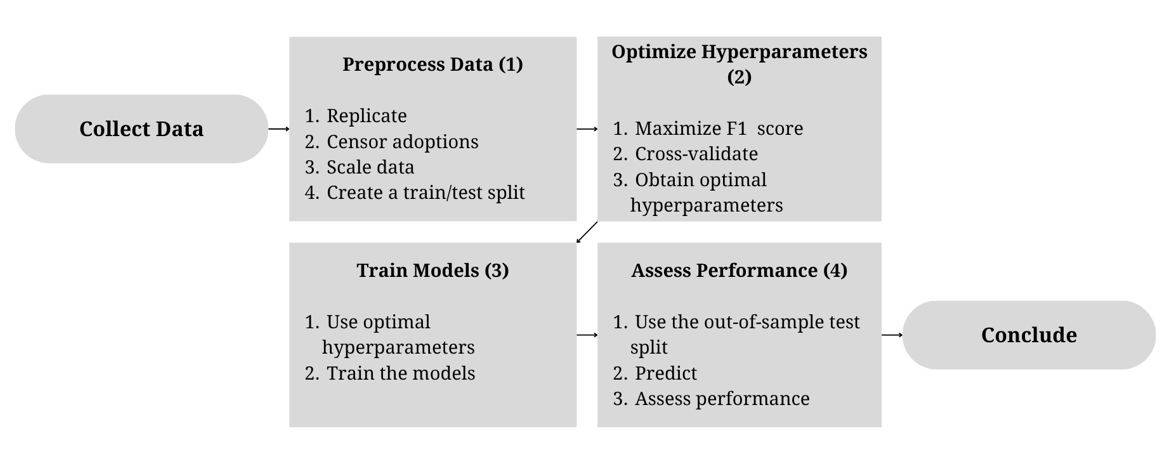 Collect Data
Preprocess Data (1)
1. Replicate
2. Censor adoptions
3. Scale data
4. Create a train/test split
Optimize Hyperparameters
(2)
1. Maximize F1 score
2. Cross-validate
3. Obtain optimal
hyperparameters
Train Models (3)
1. Use optimal
hyperparameters
2. Train the models
Assess Performance (4)
1. Use the out-of-sample test
split
2. Predict
3. Assess performance
Conclude